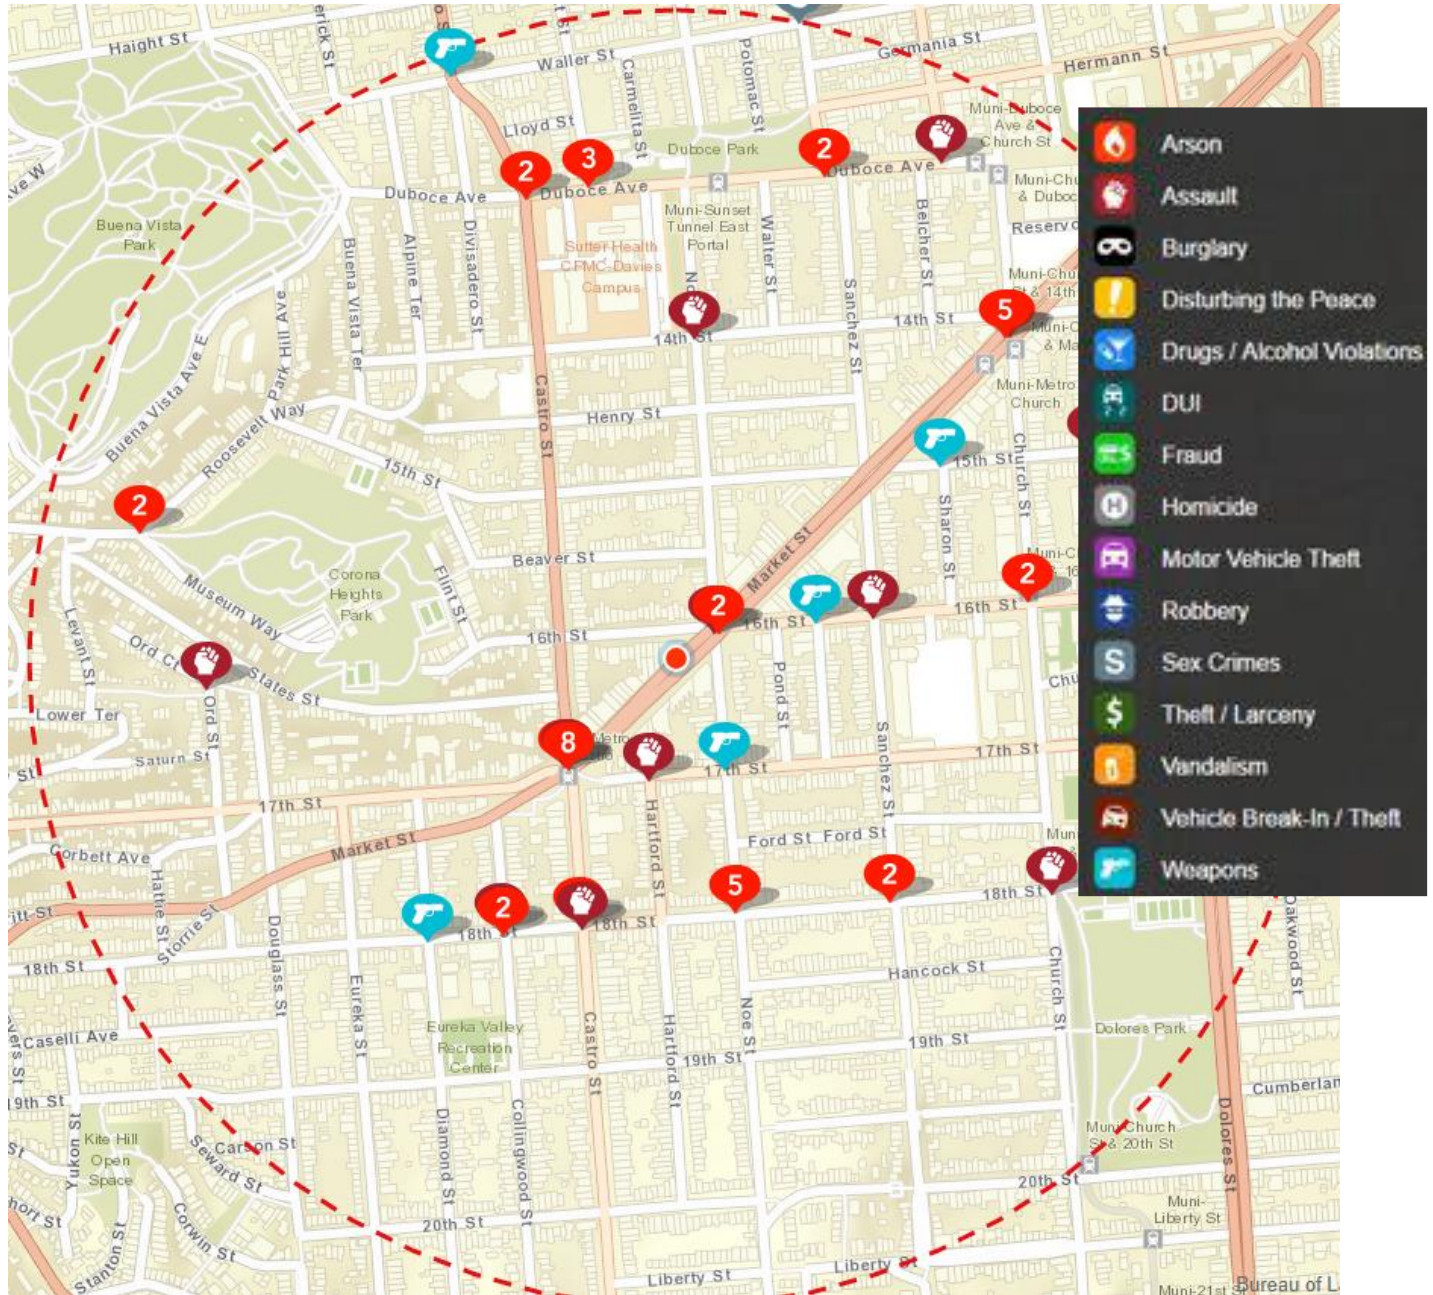 Haight St
Waller St
Germania St
Hermann St
Potomac St
Carmelita St
Lloyd St
Duboce Park
Muni-Duboce
Ave &
Church St
2
3
2
Duboce Ave
Duboce Ave
Duboce Ave
Buena Vista
Park
Buena Vista Ter
Alpine Ter
Divisadero St
Sutter Health
CPMC-Davies
Campus
Muni-Sunset
Tunnel East
Portal
Walter St
Belcher St
Sanchez St
14th St
14th St
5
Park Hill Ave
Buena Vista Ave E
Roosevelt Way
Castro St
Henry St
Muni-Metro
Church
15th St
15th St
Church St
Sharon St
2
Beaver St
Market St
Corona
Heights
Park
Flint St
Museum Way
Levant St
Ord Ct
States St
16th St
2
16th St
16th St
2
Pond St
Lower Ter
Ord St
Saturn St
8
17th St
17th St
17th St
Sanchez St
Hartford St
Market St
Corbett Ave
Hattie St
Storrie St
Ford St
Ford St
2
5
2
18th St
18th St
18th St
18th St
Douglass St
Eureka St
Hancock St
Church St
Oakwood St
Noe St
Castro St
Hartford St
Caselli Ave
Eureka Valley
Recreation
Center
19th St
19th St
19th St
Dolores Park
Cumberlan
Yukon St
Kite Hill
Open
Space
Carson St
Seward St
Corwin St
Stanton St
Diamond St
Collingwood St
Muni-Church
St & 20th St
Dolores St
20th St
20th St
Muni-
Liberty St
Liberty St
Liberty St
Muni-21st S
Bureau of L
Arson
Assault
Burglary
Disturbing the Peace
Drugs / Alcohol Violations
DUI
Fraud
H Homicide
Motor Vehicle Theft
Robbery
S Sex Crimes
$ Theft / Larceny
Vandalism
Vehicle Break-In / Theft
Weapons